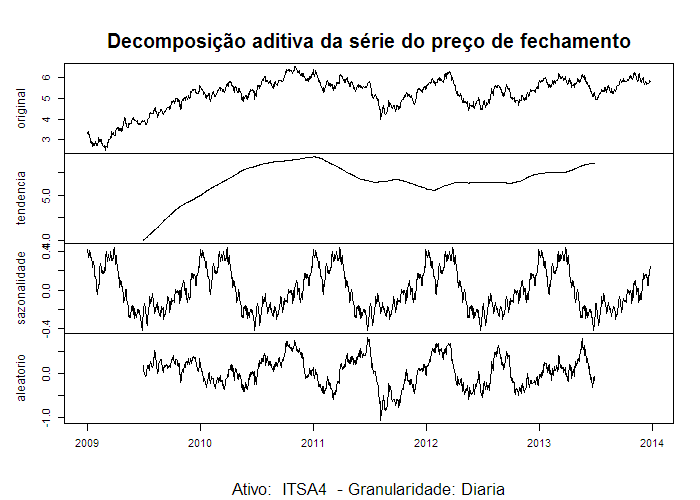 Decomposição aditiva da série do preço de fechamento
original
6
5
4
3
tendencia
5.0
4.0
sazonalidade
0.4
0.0
-0.4
aleatorio
0.0
-1.0
2009 2010 2011 2012 2013 2014
Ativo: ITSA4 - Granularidade: Diaria